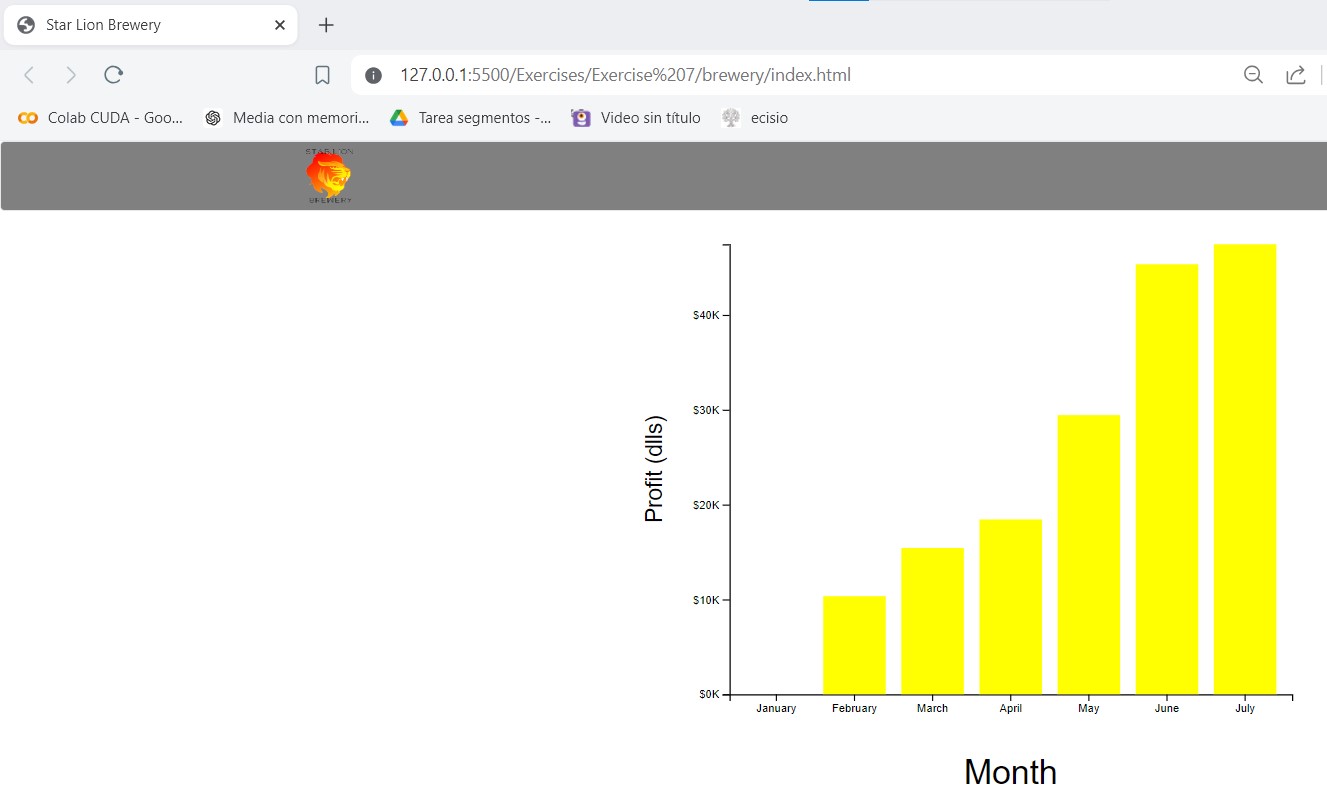 Star Lion Brewery
127.0.0.1:5500/Exercises/Exercise%207/brewery/index.html
Colab CUDA - Goo... Media con memori... Tarea segmentos -... Video sin título ecisio
STAR LION
BREWERY
$40K
$30K
$20K
$10K
$0K
Profit (dlls)
January February March April May June July
Month